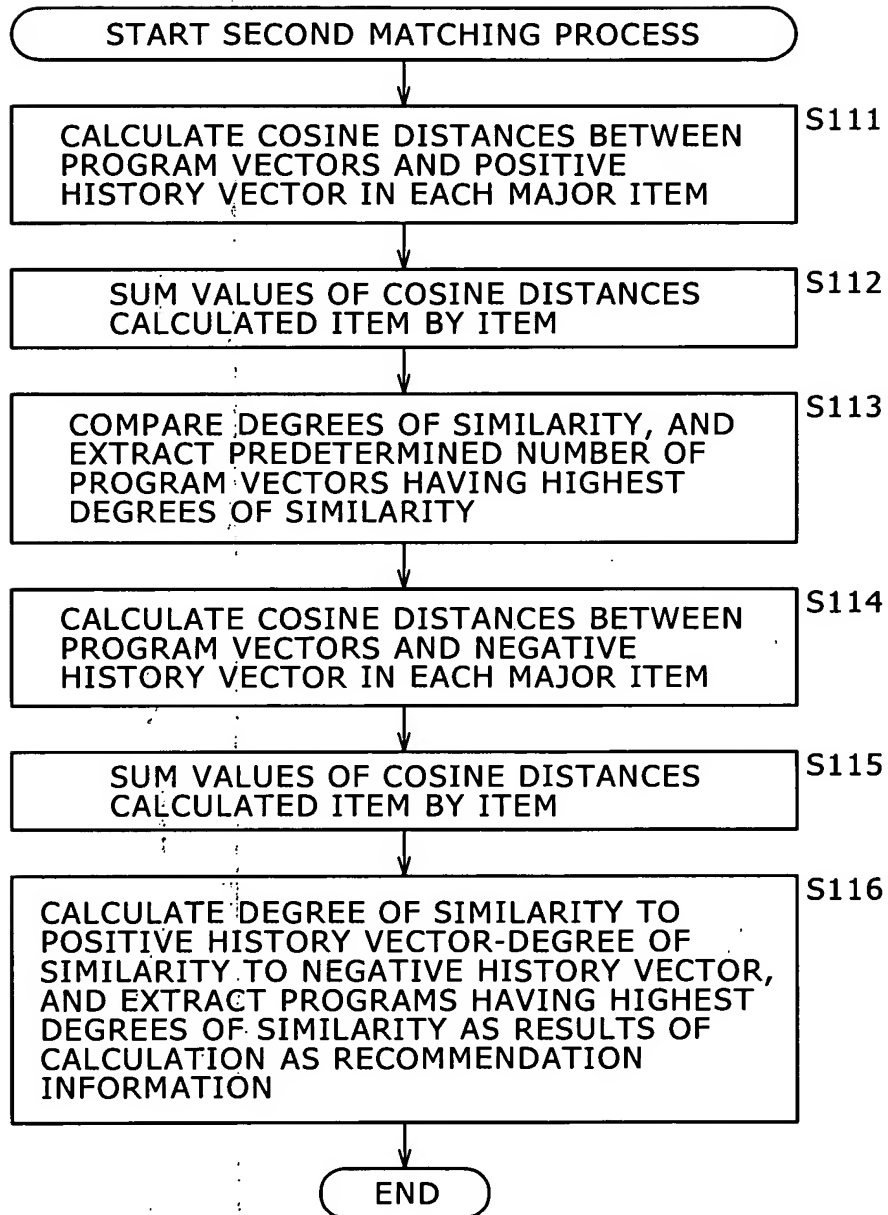 START SECOND MATCHING PROCESS
S111
CALCULATE COSINE DISTANCES BETWEEN
PROGRAM VECTORS AND POSITIVE
HISTORY VECTOR IN EACH MAJOR ITEM
S112
SUM VALUES OF COSINE DISTANCES
CALCULATED ITEM BY ITEM
S113
COMPARE DEGREES OF SIMILARITY, AND
EXTRACT PREDETERMINED NUMBER OF
PROGRAM VECTORS HAVING HIGHEST
DEGREES OF SIMILARITY
S114
CALCULATE COSINE DISTANCES BETWEEN
PROGRAM VECTORS AND NEGATIVE
HISTORY VECTOR IN EACH MAJOR ITEM
S115
SUM VALUES OF COSINE DISTANCES
CALCULATED ITEM BY ITEM
S116
CALCULATE DEGREE OF SIMILARITY TO
POSITIVE HISTORY VECTOR-DEGREE OF
SIMILARITY TO NEGATIVE HISTORY VECTOR,
AND EXTRACT PROGRAMS HAVING HIGHEST
DEGREES OF SIMILARITY AS RESULTS OF
CALCULATION AS RECOMMENDATION
INFORMATION
END